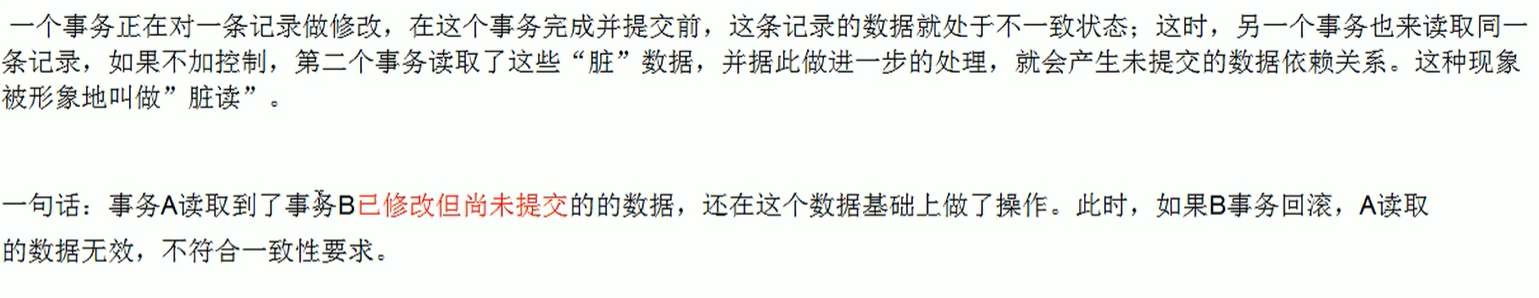 一个事务正在对一条记录做修改，在这个事务完成并提交前，这条记录的数据就处于不一致状态；这时，另一个事务也来读取同一
条记录，如果不加控制，第二个事务读取了这些“脏”数据，并据此做进一步的处理，就会产生未提交的数据依赖关系。这种现象
被形象地叫做”脏读”。
一句话：事务A读取到了事务B已修改但尚未提交的的数据，还在这个数据基础上做了操作。此时，如果B事务回滚，A读取
的数据无效，不符合一致性要求。